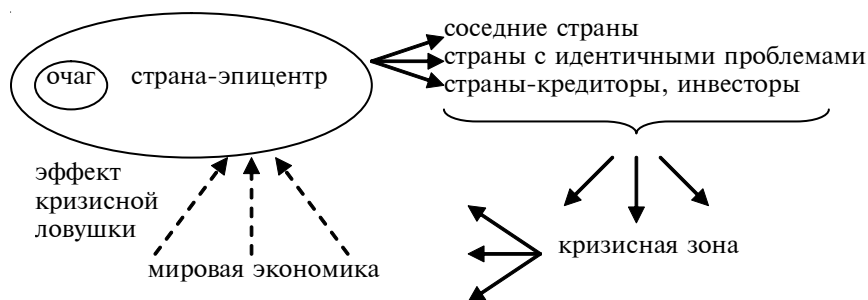 соседние страны
страны с идентичными проблемами
страны-кредиторы, инвесторы
очаг
страна-эпицентр
эффект
кризисной
ловушки
мировая экономика
кризисная зона